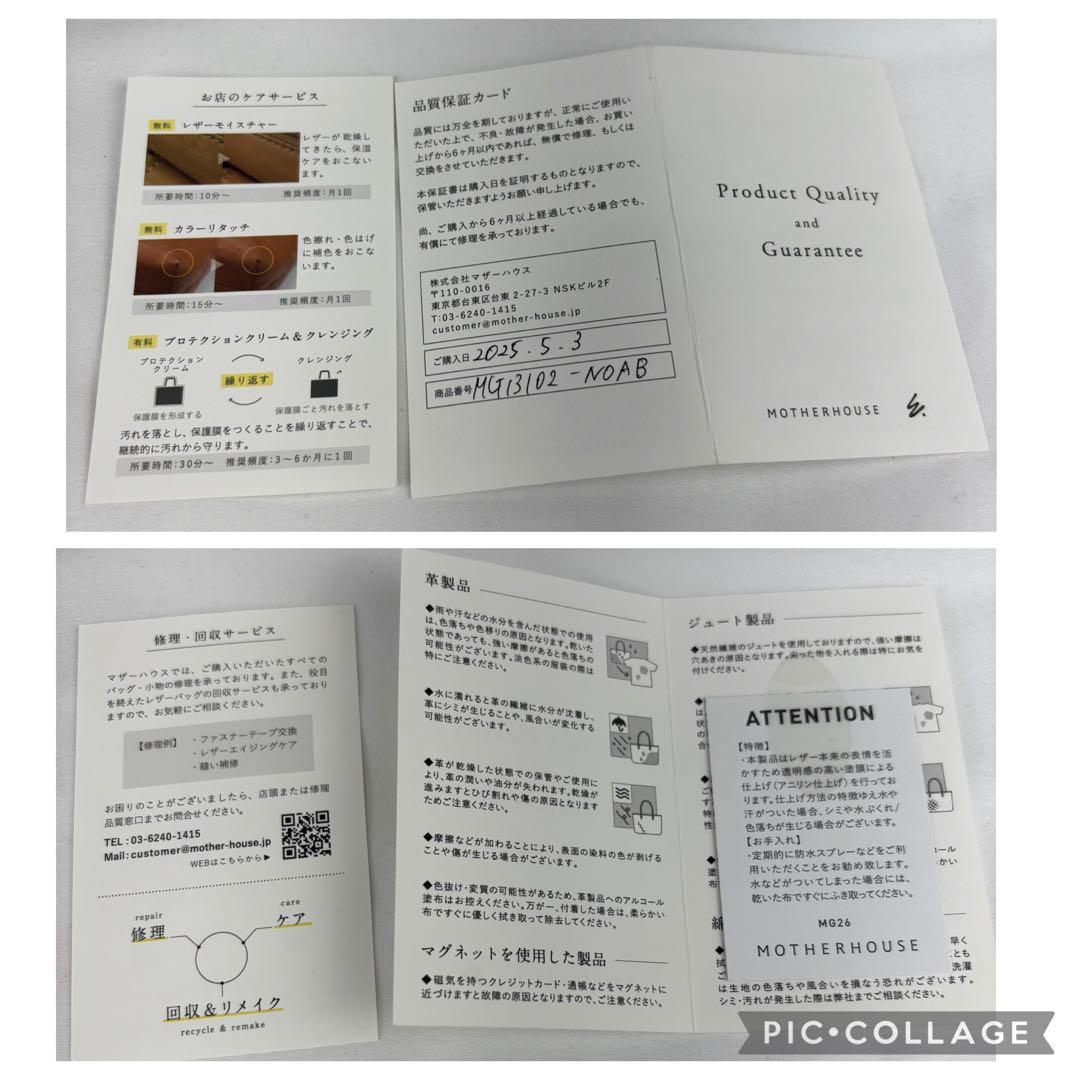 お店のケアサービス
無料 レザーモイスチャー
レザーが乾燥し
てきたら、保湿
ケアをおこない
ます。
所要時間:10分～ 推奨頻度:月1回
無料 カラーリタッチ
色擦れ・色はげ
に補色をおこな
います。
所要時間:15分～ 推奨頻度:月1回
有料 プロテクションクリーム＆クレンジング
プロテクション
クリーム
クレンジング
繰り返す
保護膜を形成する
保護膜ごと汚れを落とす
汚れを落とし、保護膜をつくることを繰り返すことで、
継続的に汚れから守ります。
所要時間:30分～ 推奨頻度:3～6か月に1回
品質保証カード
品質には万全を期しておりますが、正常にご使用い
ただいた上で、不良・故障が発生した場合、お買い
上げから6ヶ月以内であれば、無償で修理、もしくは
交換をさせていただきます。
本保証書は購入日を証明するものとなりますので、
保管いただきますようお願い申し上げます。
尚、ご購入から6ヶ月以上経過している場合でも、
有償にて修理を承っております。
株式会社マザーハウス
〒110-0016
東京都台東区台東 2-27-3 NSKビル2F
T:03-6240-1415
customer@mother-house.jp
ご購入日 2025.5.3
商品番号 MG13102-NOAB
Product Quality
and
Guarantee
MOTHERHOUSE
修理・回収サービス
マザーハウスでは、ご購入いただいたすべての
バッグ・小物の修理を承っております。また、役目
を終えたレザーバッグの回収サービスも承っており
ますので、お気軽にご相談ください。
【修理例】 ・ファスナーテープ交換
・レザーエイジングケア
・縫い補修
お困りのことがございましたら、店頭または修理
品質窓口までお問合せください。
TEL:03-6240-1415
Mail:customer@mother-house.jp
WEBはこちらから▶
repair
修理
care
ケア
回収＆リメイク
recycle & remake
革製品
◆雨や汗などの水分を含んだ状態での使用
は、色落ちや色移りの原因となります。乾いた
状態であっても、強い摩擦があると色落ちの
可能性がございます。淡色系の服装の際は
特にご注意ください。
◆水に濡れると革の繊維に水分が沈着し、
革にシミが生じることや、風合いが変化する
可能性がございます。
◆革が乾燥した状態での保管やご使用に
より、革の潤いや油分が失われます。乾燥が
進みますとひび割れや傷の原因となります
ためご注意ください。
◆摩擦などが加わることにより、表面の染料の色が剥げる
ことや傷が生じる場合がございます。
◆色抜け・変質の可能性があるため、革製品へのアルコール
塗布はお控えください。万が一、付着した場合は、柔らかい
布ですぐに優しく拭き取って除去してください。
マグネットを使用した製品
◆磁気を持つクレジットカード・通帳などをマグネットに
近づけますと故障の原因となりますので、ご注意ください。
ジュート製品
◆天然繊維のジュートを使用しておりますので、強い摩擦は
穴あきの原因となります。尖った物を入れる際は特にお気を
付けください。
ATTENTION
【特徴】
・本製品はレザー本来の表情を活
かすため透明感の高い塗膜による
仕上げ(アニリン仕上げ)を行ってお
ります。仕上げ方法の特徴ゆえ水や
汗がついた場合、シミや水ぶくれ/
色落ちが生じる場合がございます。
【お手入れ】
・定期的に防水スプレーなどをご利
用いただくことをお勧め致します。
水などがついてしまった場合には、
乾いた布ですぐにふき取ってください。
MG26
MOTHERHOUSE
は生地の色落ちや風合いを損なう恐れがございます。
シミ・汚れが発生した際は弊社までご相談ください。
PIC•COLLAGE